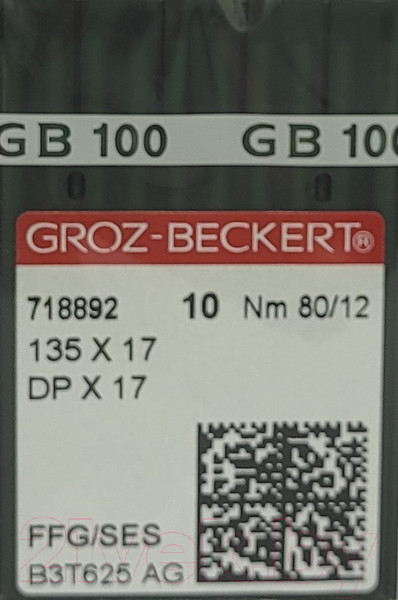 GB 100 GB 100
GROZ-BECKERT®
718892 10 Nm 80/12
135 X 17
DP X 17
FFG/SES
B3T625 AG